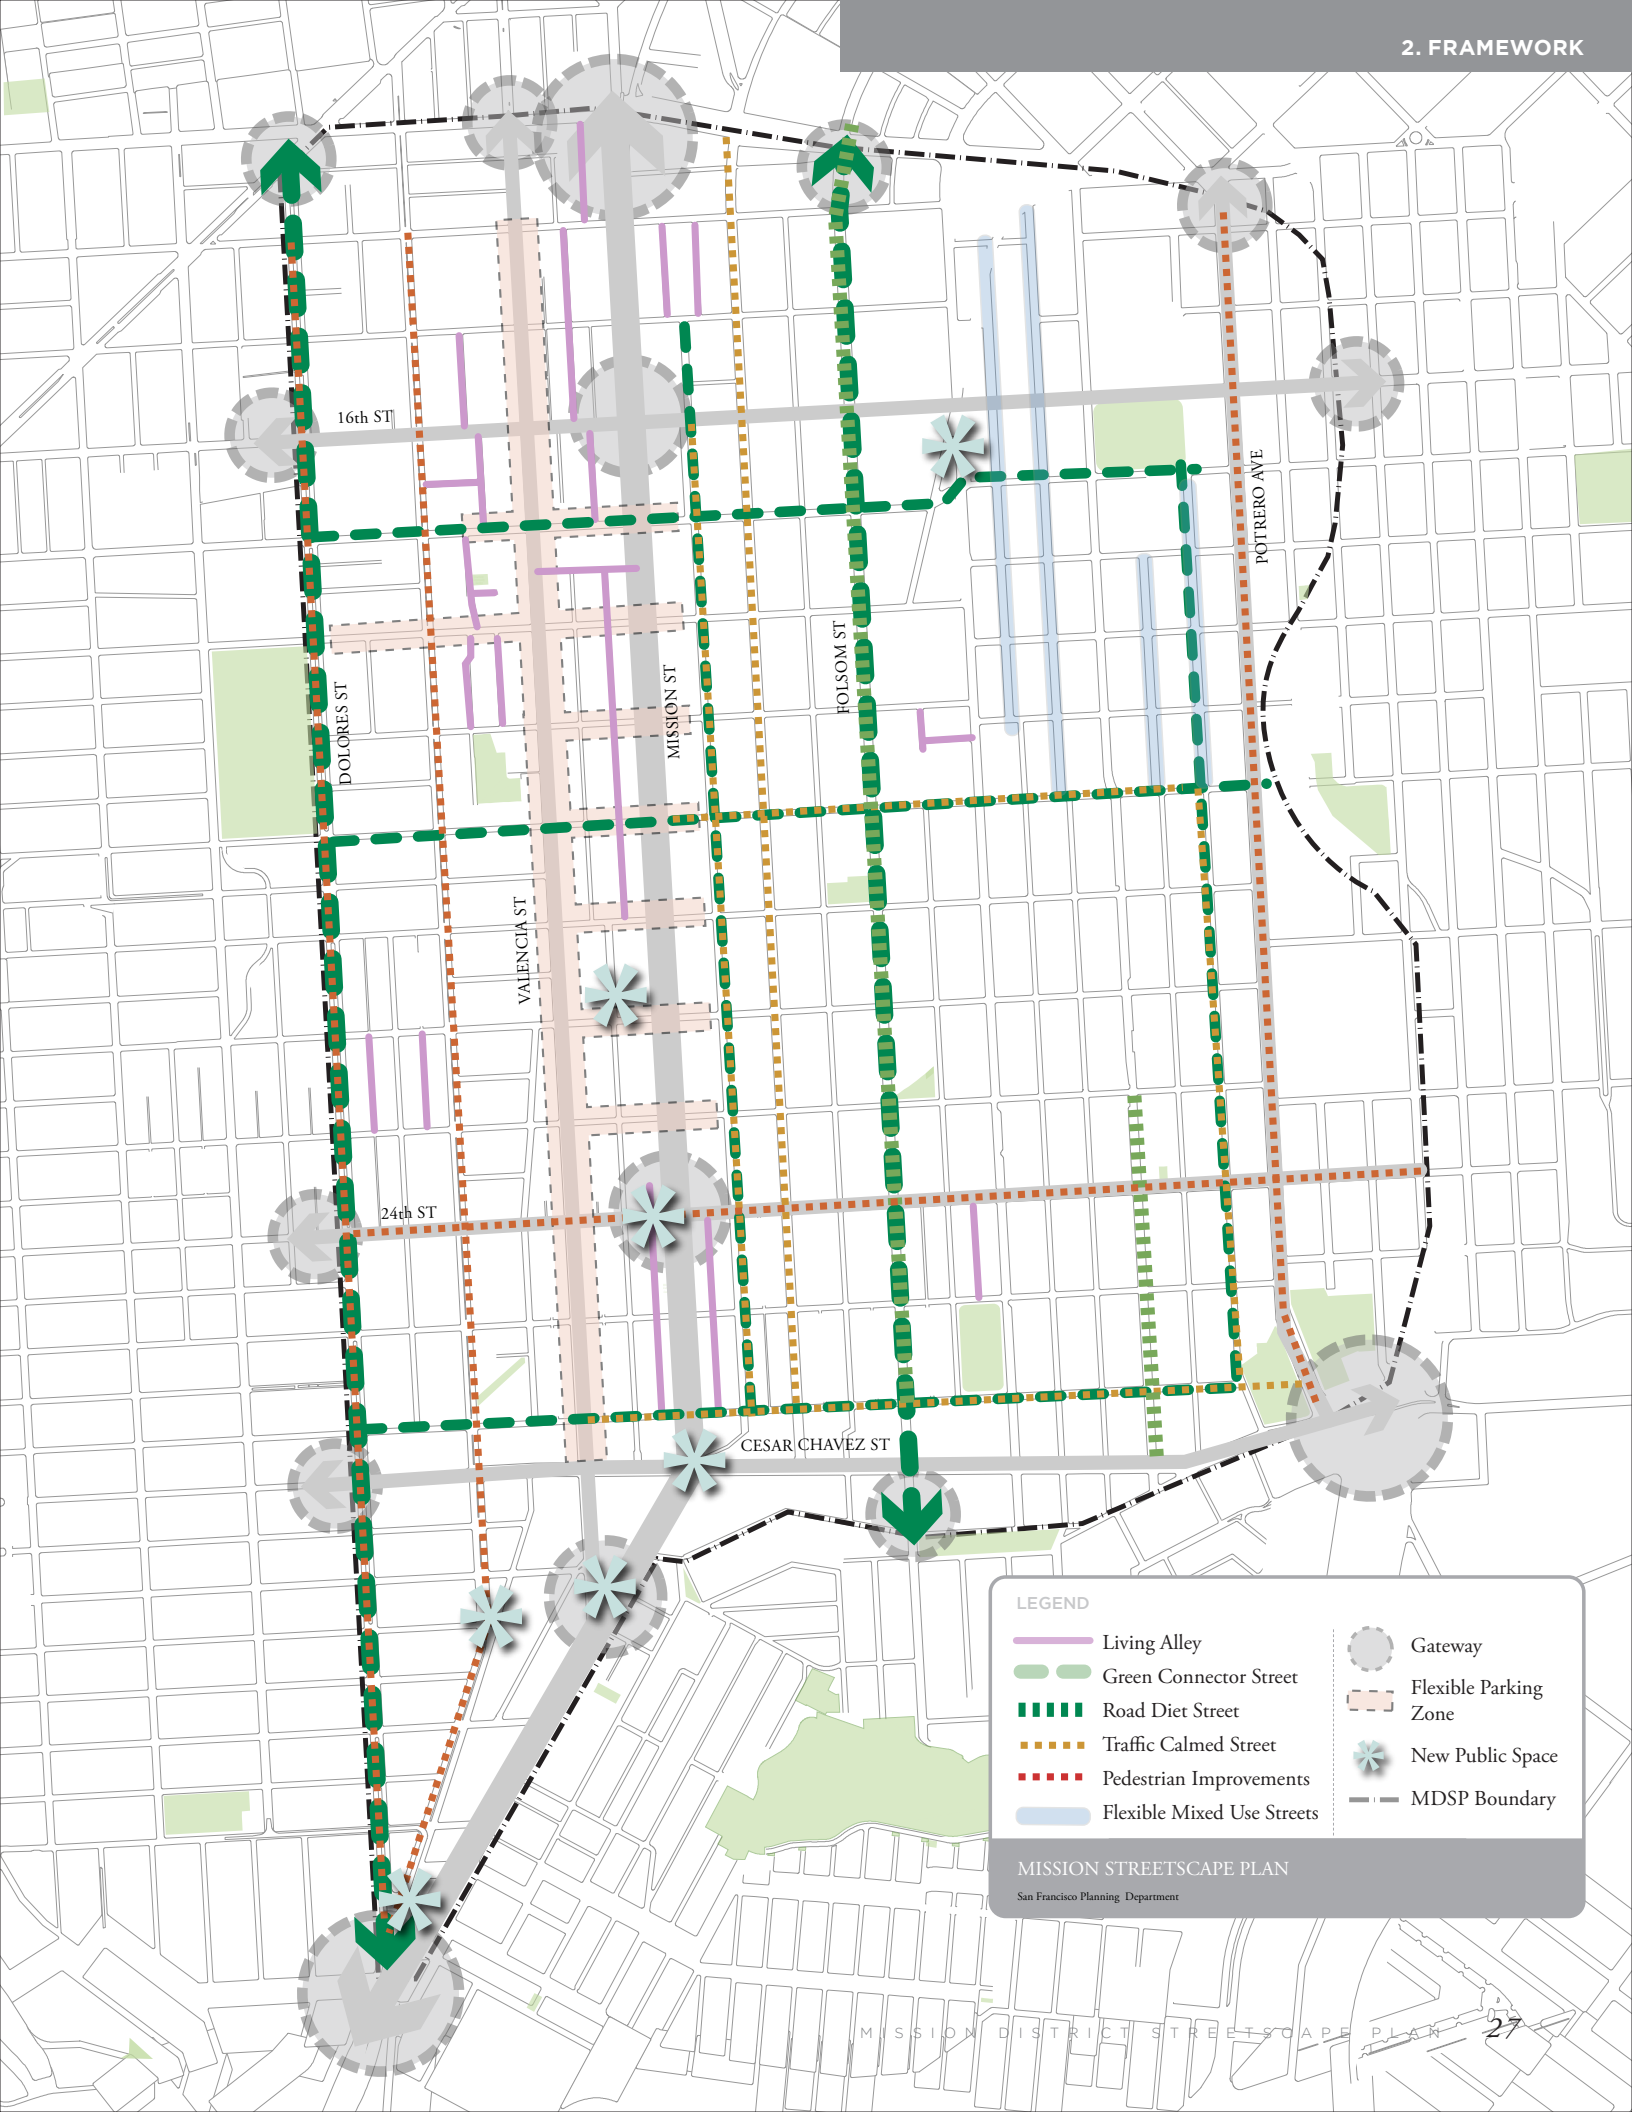 2. FRAMEWORK
16th ST
POTRERO AVE
FOLSOM ST
MISSION ST
DOLORES ST
VALENCIA ST
24th ST
CESAR CHAVEZ ST
LEGEND
Living Alley
Green Connector Street
Road Diet Street
Traffic Calmed Street
Pedestrian Improvements
Flexible Mixed Use Streets
Gateway
Flexible Parking
Zone
New Public Space
MDSP Boundary
MISSION STREETSCAPE PLAN
San Francisco Planning Department
MISSION DISTRICT STREETSCAPE PLAN 27